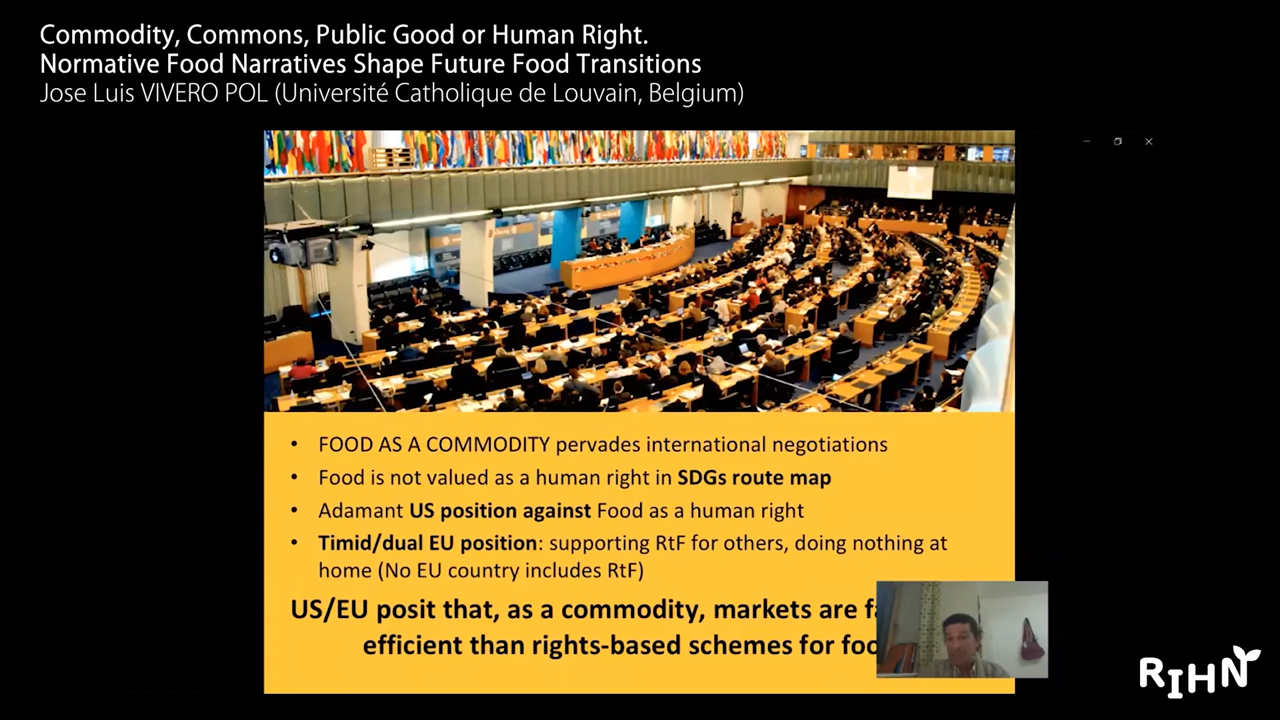 Commodity, Commons, Public Good or Human Right.
Normative Food Narratives Shape Future Food Transitions
Jose Luis VIVERO POL (Université Catholique de Louvain, Belgium)
• FOOD AS A COMMODITY pervades international negotiations
• Food is not valued as a human right in SDGs route map
• Adamant US position against Food as a human right
• Timid/dual EU position: supporting RtF for others, doing nothing at
home (No EU country includes RtF)
US/EU posit that, as a commodity, markets are
efficient than rights-based schemes for
RIHN